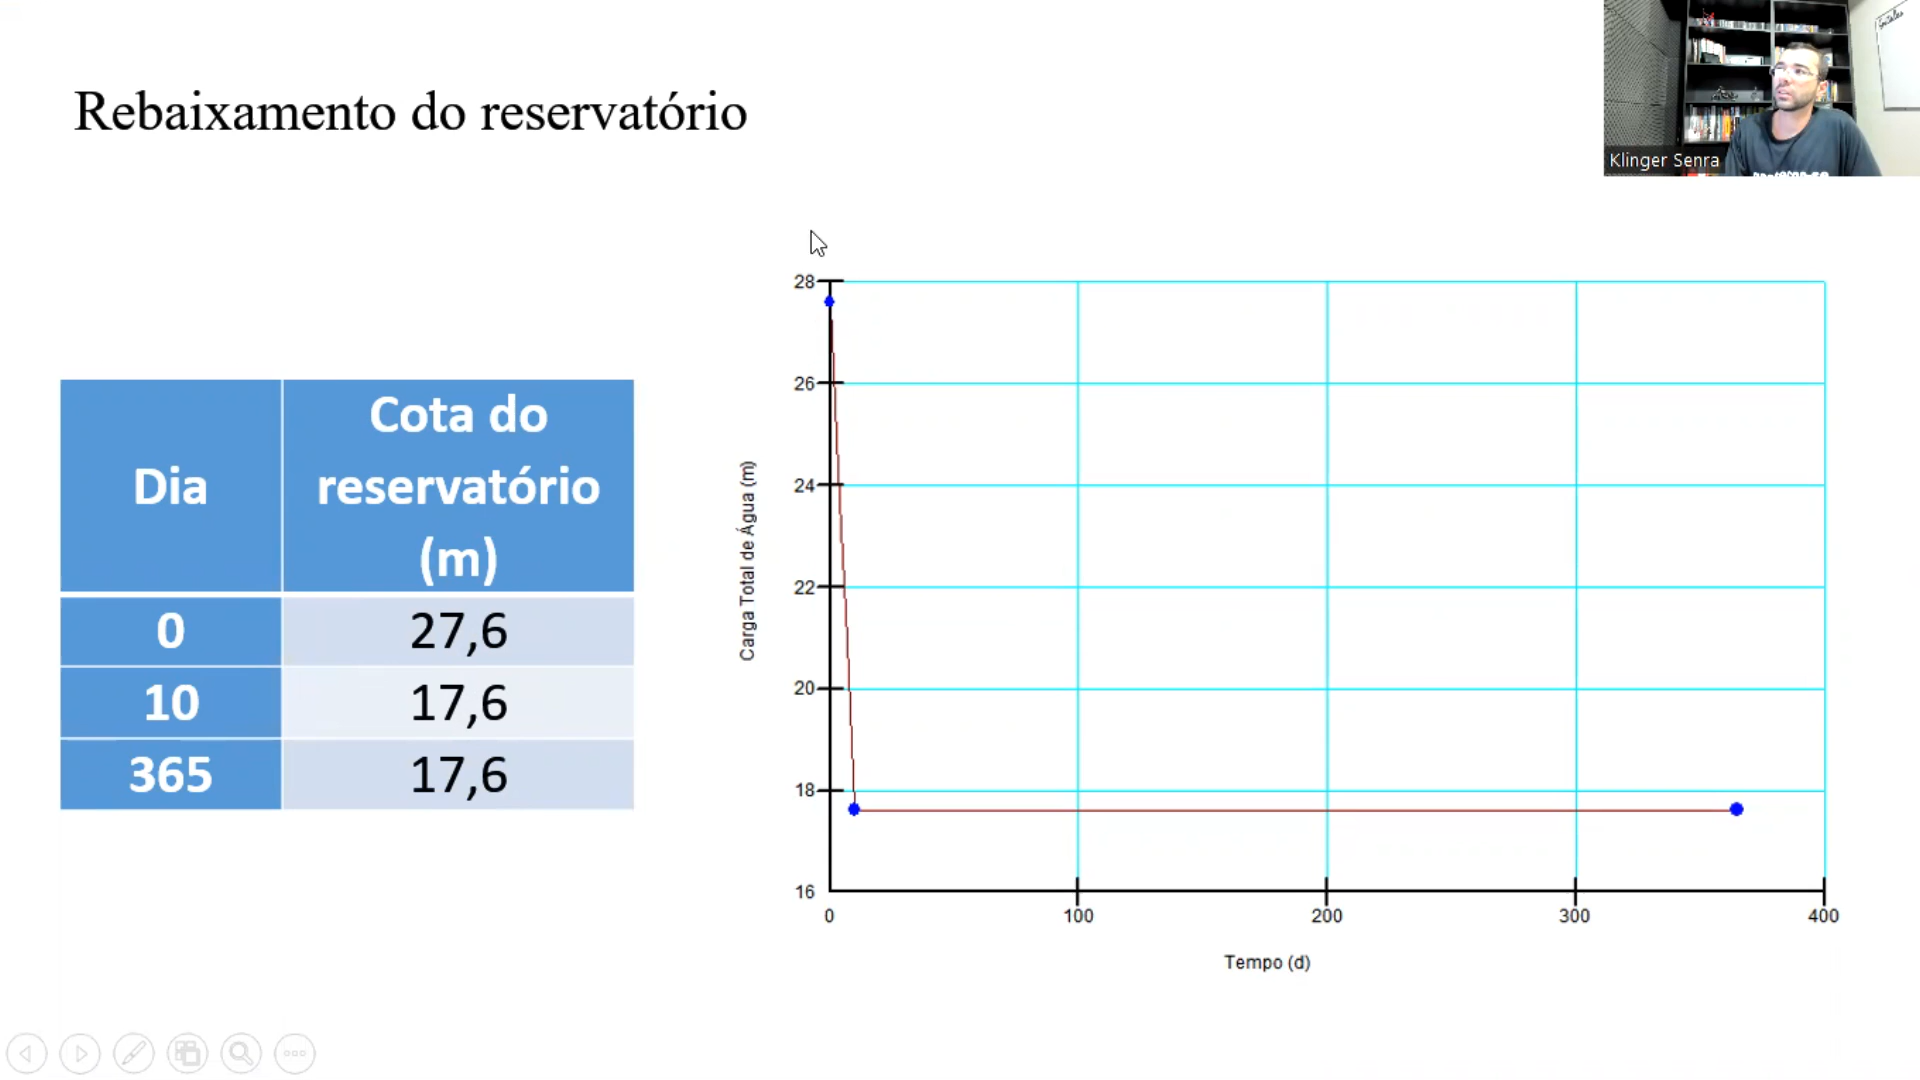 Rebaixamento do reservatório
Klinger Senra
Dia
Cota do
reservatório
(m)
0
27,6
10
17,6
365
17,6
Carga Total de Água (m)
28
26
24
22
20
18
16
0
100
200
300
400
Tempo (d)